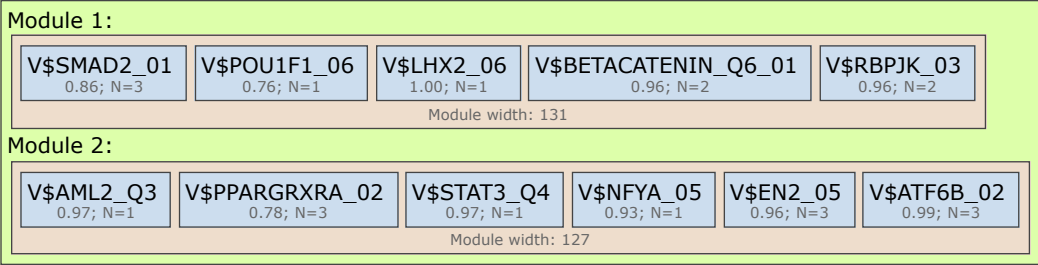 Module 1:
V$SMAD2_01 V$POU1F1_06 V$LHX2_06 V$BETACATENIN_Q6_01 V$RBPJK_03
0.86; N=3 0.76; N=1 1.00; N=1 0.96; N=2 0.96; N=2
Module width: 131
Module 2:
V$AML2_Q3 V$PPARGRXRA_02 V$STAT3_Q4 V$NFYA_05 V$EN2_05 V$ATF6B_02
0.97; N=1 0.78; N=3 0.97; N=1 0.93; N=1 0.96; N=3 0.99; N=3
Module width: 127